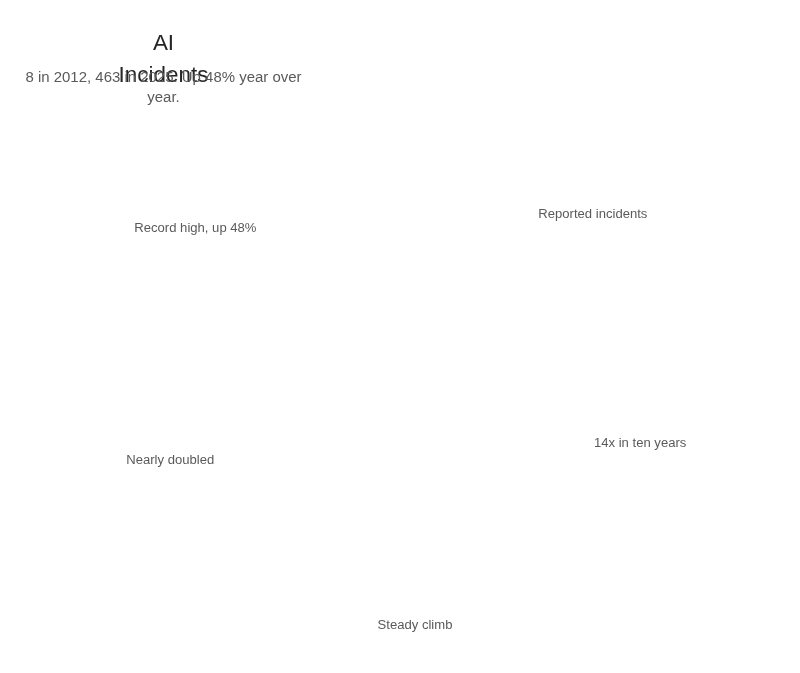 AI
Incidents
8 in 2012, 463 in 2025. Up 48% year over
year.
Reported incidents
Record high, up 48%
14x in ten years
Nearly doubled
Steady climb